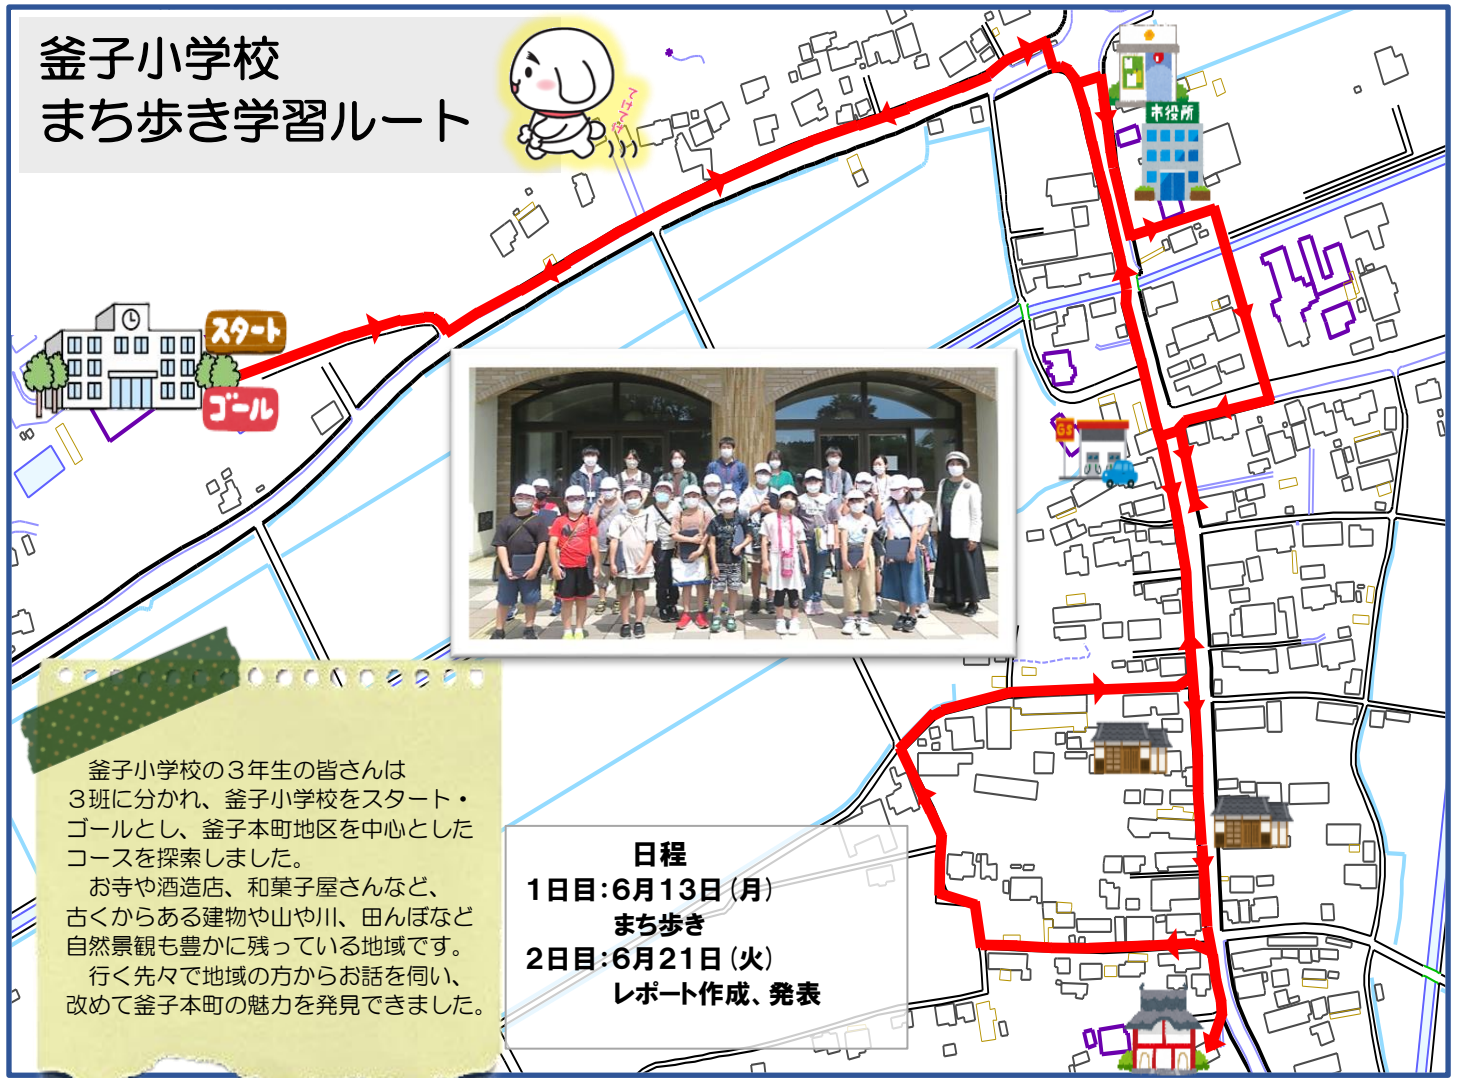 釜子小学校
まち歩き学習ルート
てけてけ
市役所
スタート
ゴール
GS
釜子小学校の３年生の皆さんは
３班に分かれ、釜子小学校をスタート・
ゴールとし、釜子本町地区を中心とした
コースを探索しました。
お寺や酒造店、和菓子屋さんなど、
古くからある建物や山や川、田んぼなど
自然景観も豊かに残っている地域です。
行く先々で地域の方からお話を伺い、
改めて釜子本町の魅力を発見できました。
日程
１日目：６月１３日（月）
まち歩き
２日目：６月２１日（火）
レポート作成、発表